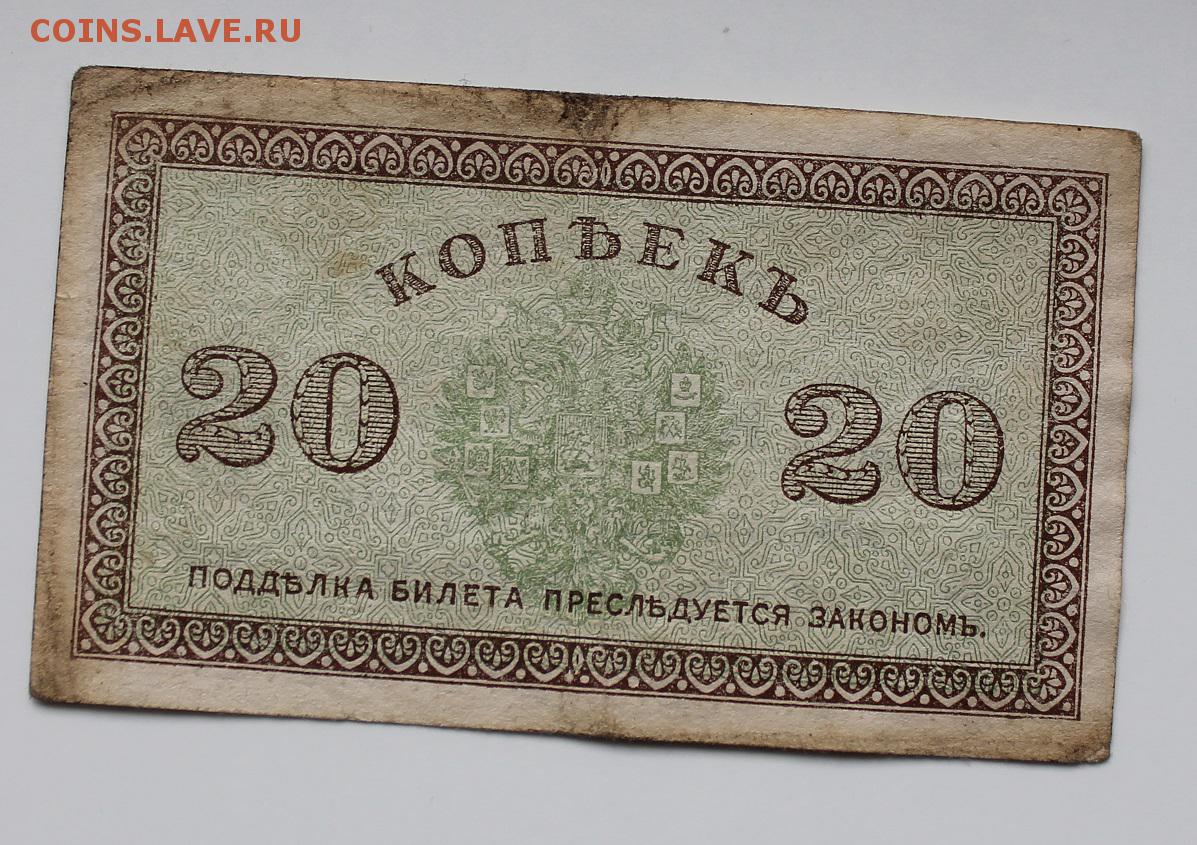 COINS.LAVE.RU
КОПѢЕКЪ
20 20
ПОДДѢЛКА БИЛЕТА ПРЕСЛѢДУЕТСЯ ЗАКОНОМЪ.